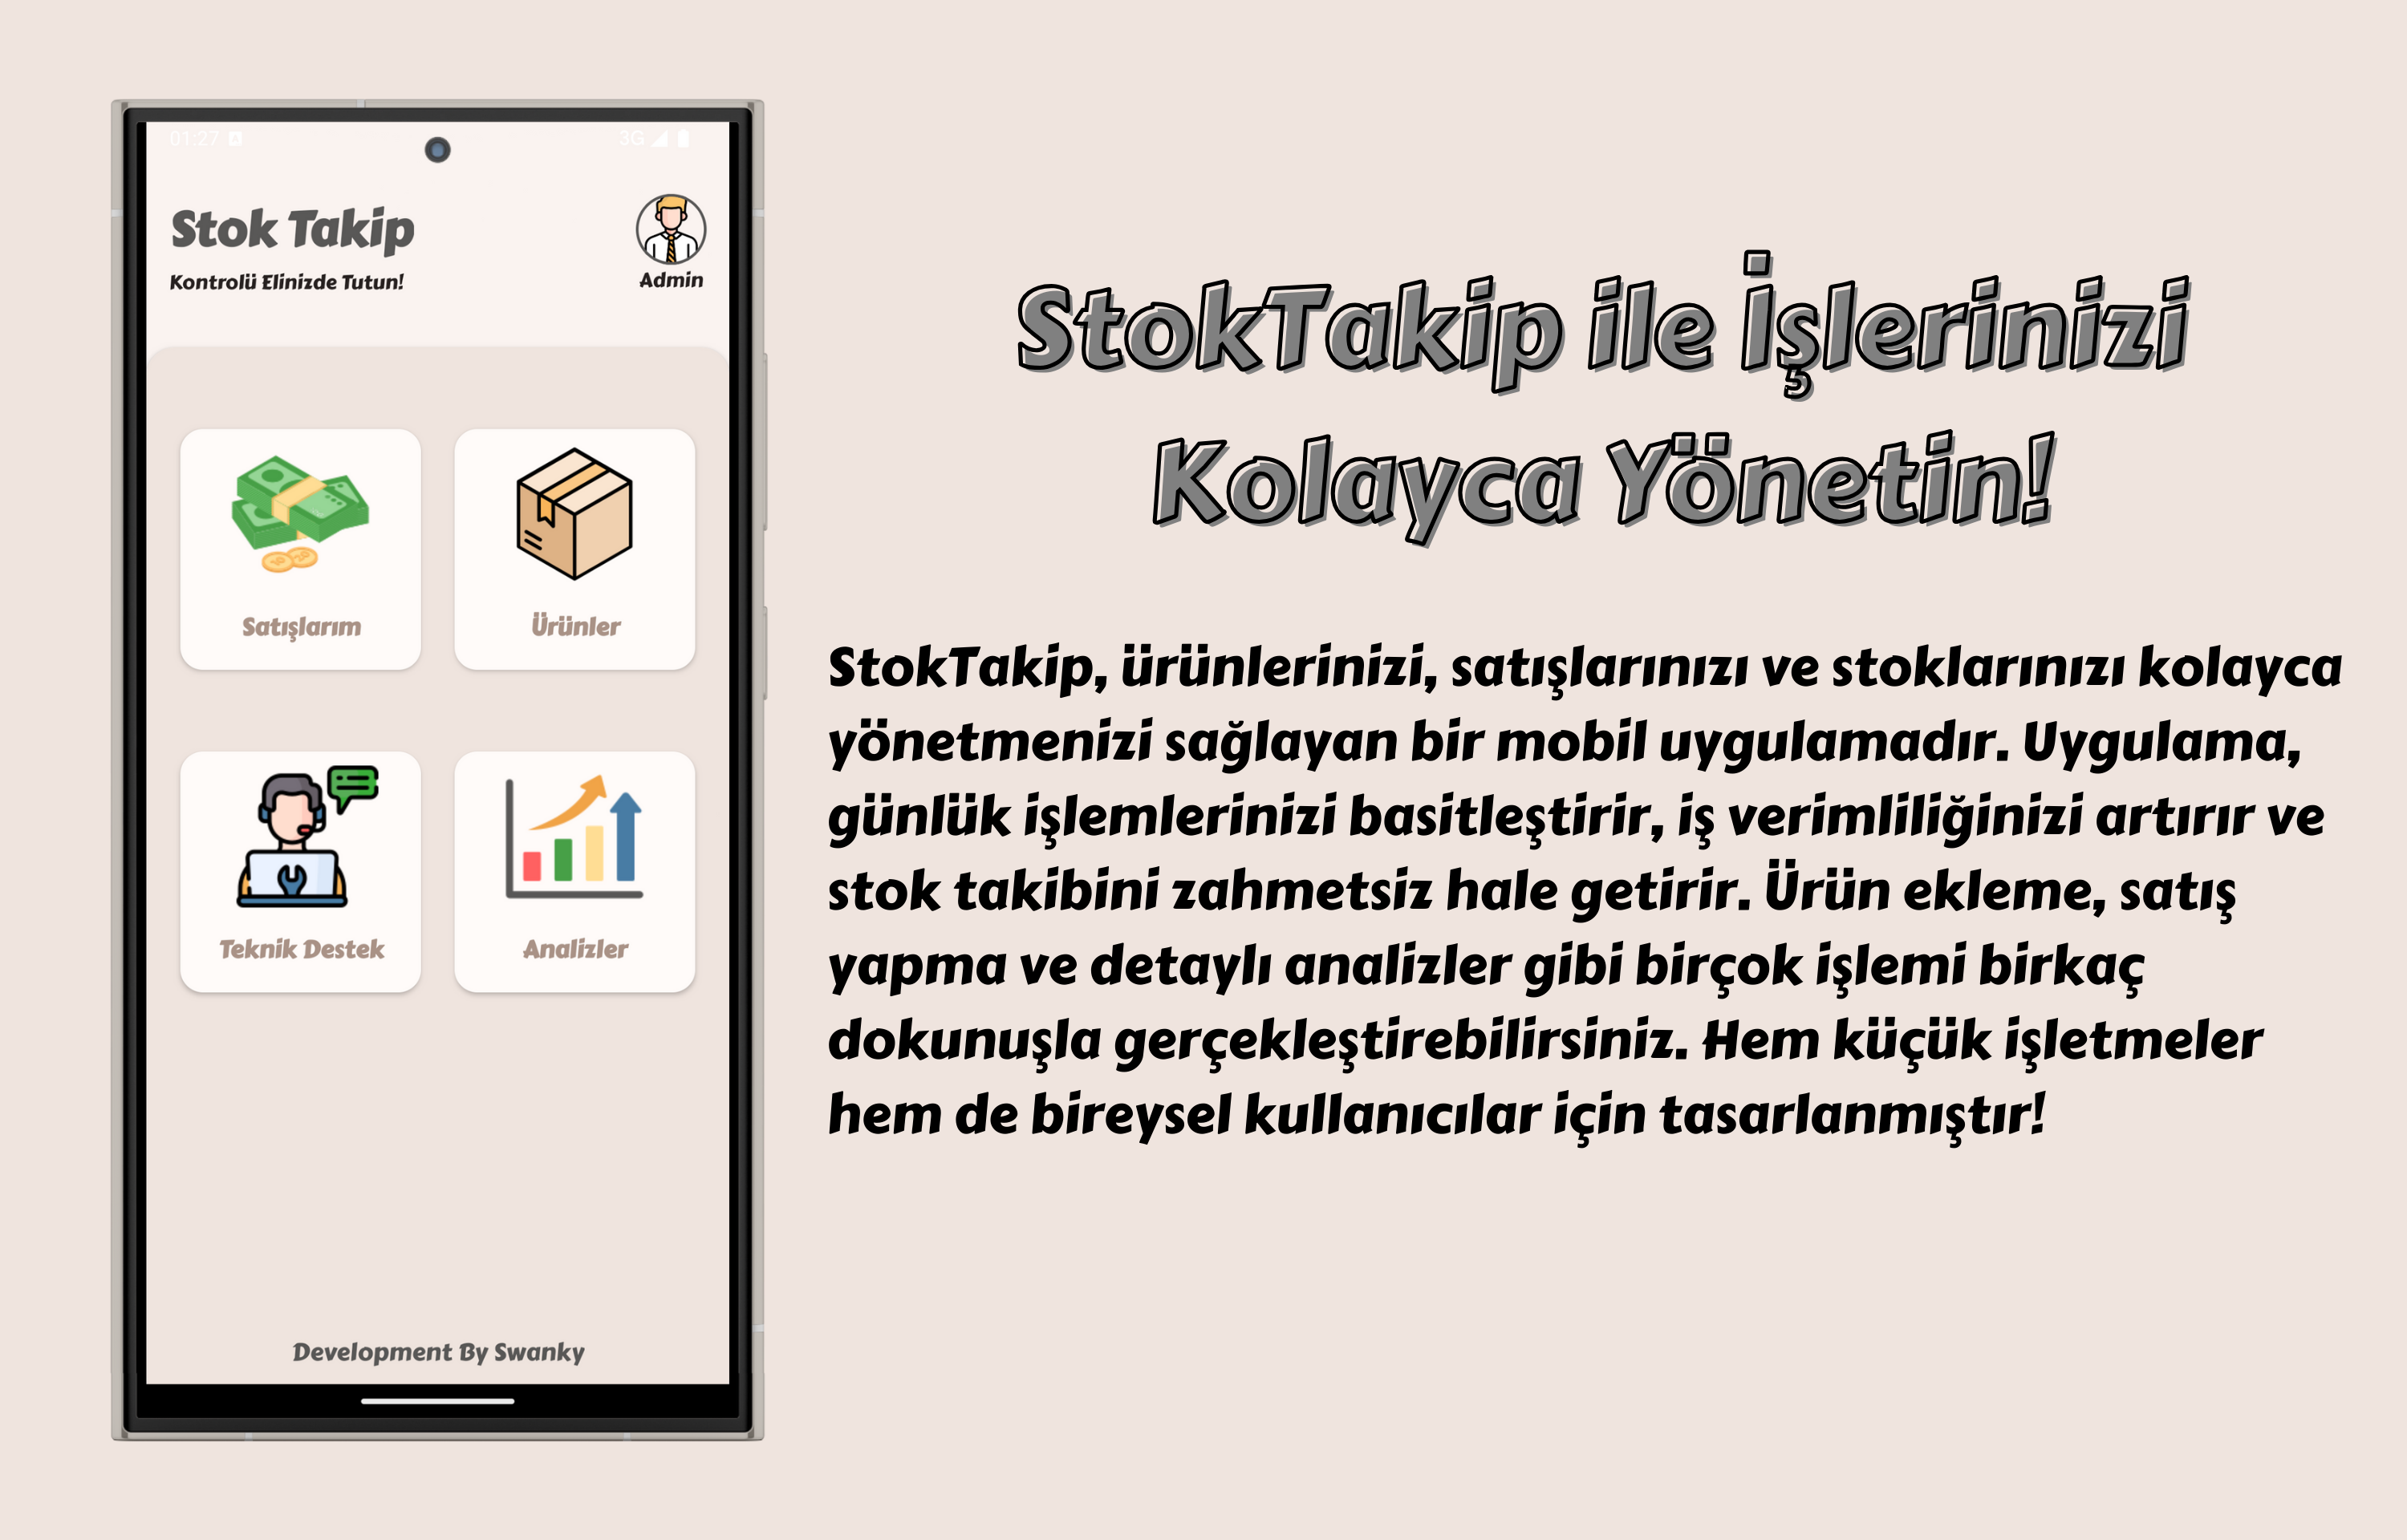 01:27
3G
Stok Takip
Kontrolü Elinizde Tutun!
Admin
Satışlarım
Ürünler
Teknik Destek
Analizler
Development By Swanky
StokTakip ile İşlerinizi
Kolayca Yönetin!
StokTakip, ürünlerinizi, satışlarınızı ve stoklarınızı kolayca
yönetmenizi sağlayan bir mobil uygulamadır. Uygulama,
günlük işlemlerinizi basitleştirir, iş verimliliğinizi artırır ve
stok takibini zahmetsiz hale getirir. Ürün ekleme, satış
yapma ve detaylı analizler gibi birçok işlemi birkaç
dokunuşla gerçekleştirebilirsiniz. Hem küçük işletmeler
hem de bireysel kullanıcılar için tasarlanmıştır!